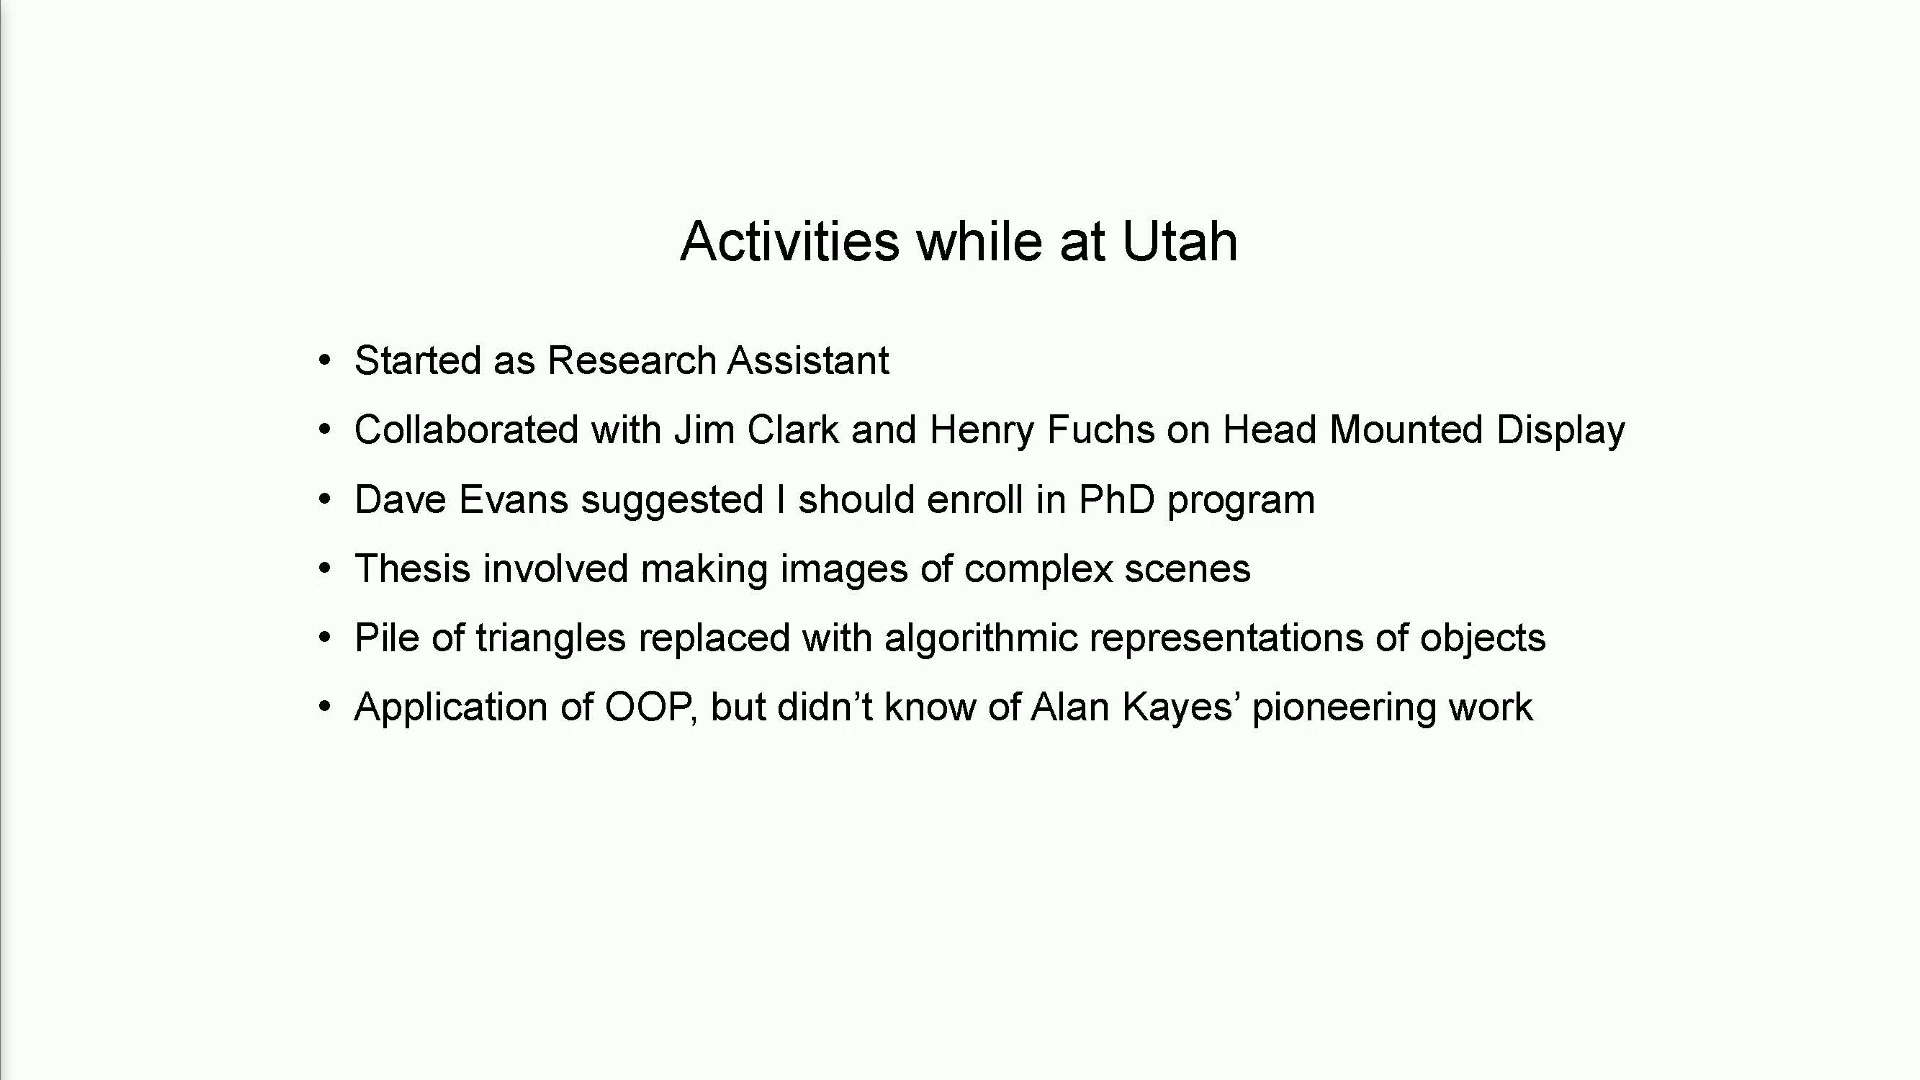 Activities while at Utah
• Started as Research Assistant
• Collaborated with Jim Clark and Henry Fuchs on Head Mounted Display
• Dave Evans suggested I should enroll in PhD program
• Thesis involved making images of complex scenes
• Pile of triangles replaced with algorithmic representations of objects
• Application of OOP, but didn’t know of Alan Kayes’ pioneering work